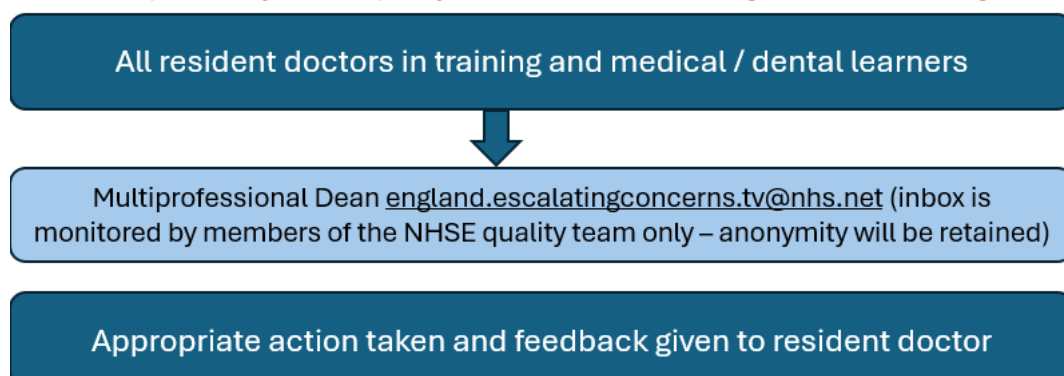 All resident doctors in training and medical / dental learners
Multiprofessional Dean england.escalatingconcerns.tv@nhs.net (inbox is
monitored by members of the NHSE quality team only – anonymity will be retained)
Appropriate action taken and feedback given to resident doctor